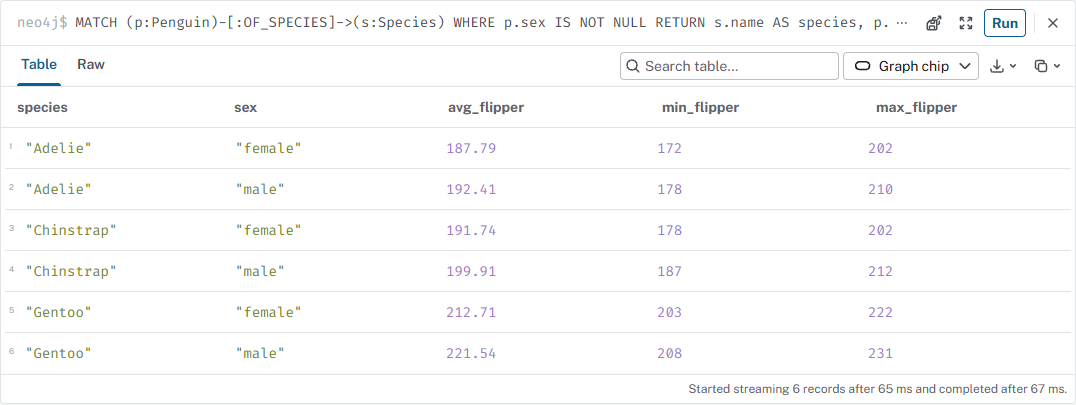 neo4j$ MATCH (p:Penguin)-[:OF_SPECIES]->(s:Species) WHERE p.sex IS NOT NULL RETURN s.name AS species, p. ⋯ Run
Table Raw Search table... Graph chip
species sex avg_flipper min_flipper max_flipper
1 "Adelie" "female" 187.79 172 202
2 "Adelie" "male" 192.41 178 210
3 "Chinstrap" "female" 191.74 178 202
4 "Chinstrap" "male" 199.91 187 212
5 "Gentoo" "female" 212.71 203 222
6 "Gentoo" "male" 221.54 208 231
Started streaming 6 records after 65 ms and completed after 67 ms.